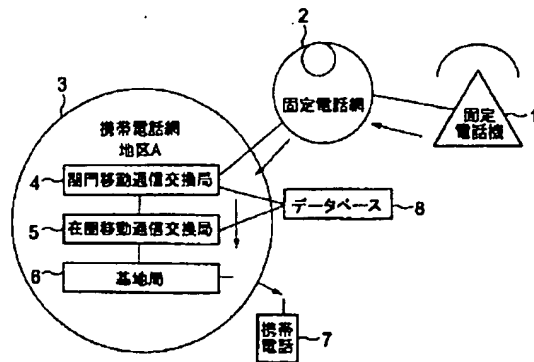 2
固定電話網
固定
電話機
1
3
携帯電話網
地区A
4
関門移動通信交換局
5
在圏移動通信交換局
6
基地局
データベース
8
携帯
電話
7